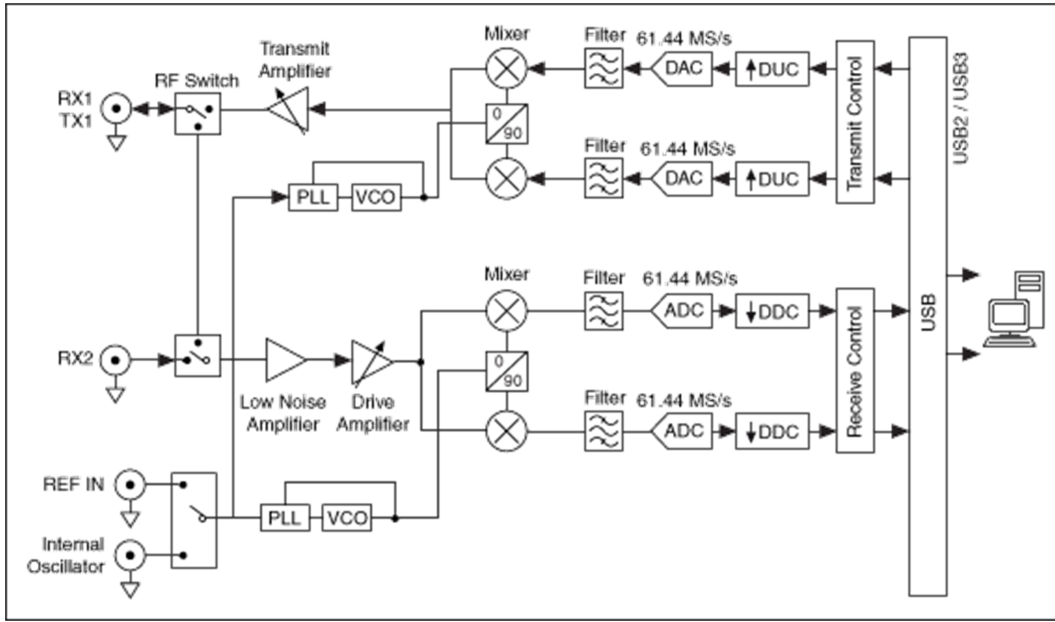 Transmit
Amplifier
Mixer
Filter
61.44 MS/s
RF Switch
DAC
↑DUC
RX1
TX1
0
90
Filter
61.44 MS/s
PLL
VCO
DAC
↑DUC
Transmit Control
USB2 / USB3
Mixer
Filter
61.44 MS/s
ADC
↓DDC
RX2
0
90
Low Noise
Amplifier
Drive
Amplifier
Filter
61.44 MS/s
ADC
↓DDC
Receive Control
USB
REF IN
PLL
VCO
Internal
Oscillator